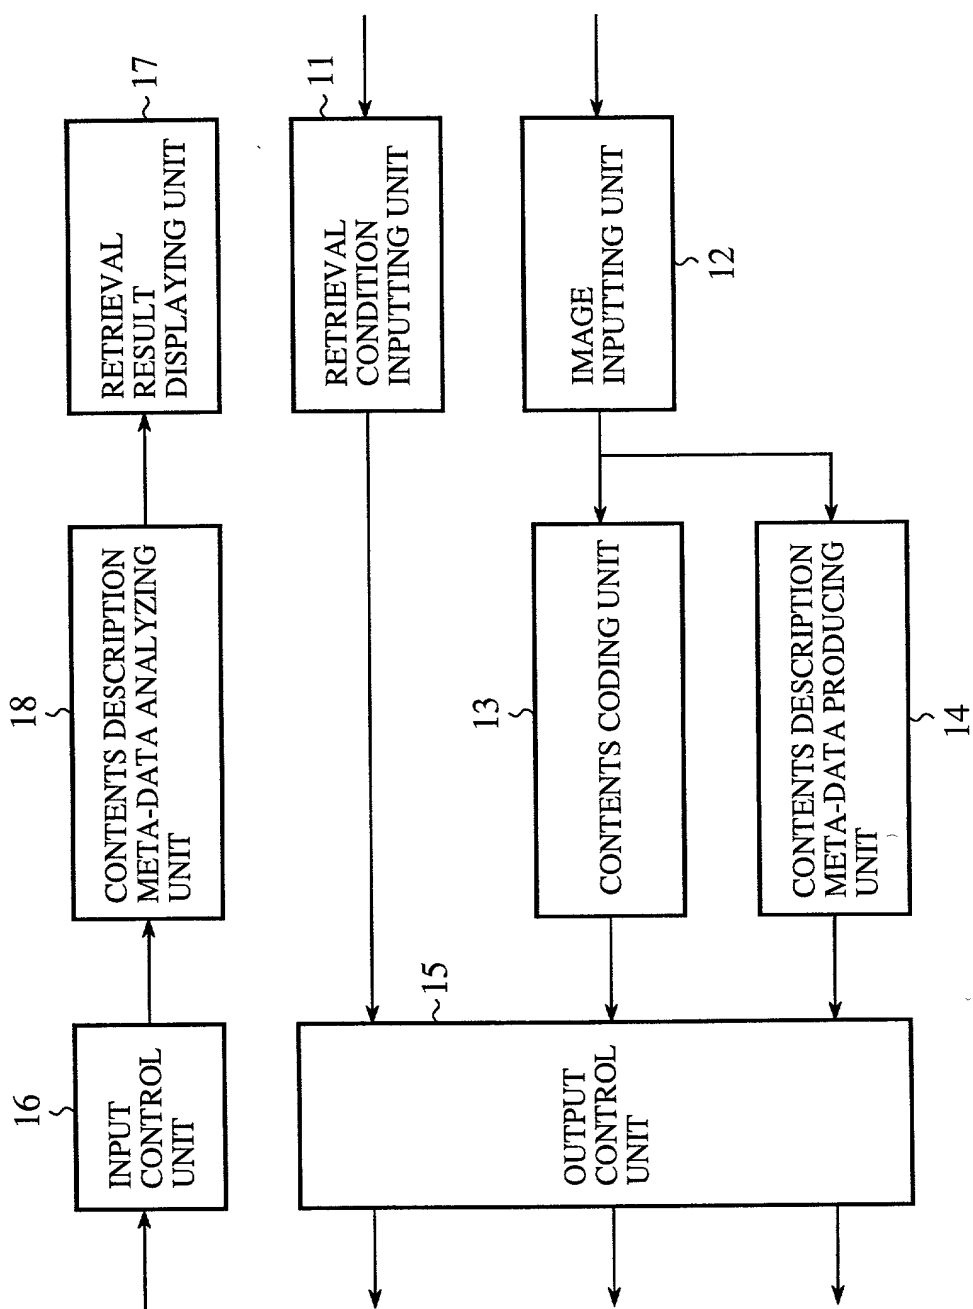 16
INPUT
CONTROL
UNIT
18
CONTENTS DESCRIPTION
META-DATA ANALYZING
UNIT
17
RETRIEVAL
RESULT
DISPLAYING UNIT
15
OUTPUT
CONTROL
UNIT
11
RETRIEVAL
CONDITION
INPUTTING UNIT
13
CONTENTS CODING UNIT
IMAGE
INPUTTING UNIT
12
CONTENTS DESCRIPTION
META-DATA PRODUCING
UNIT
14